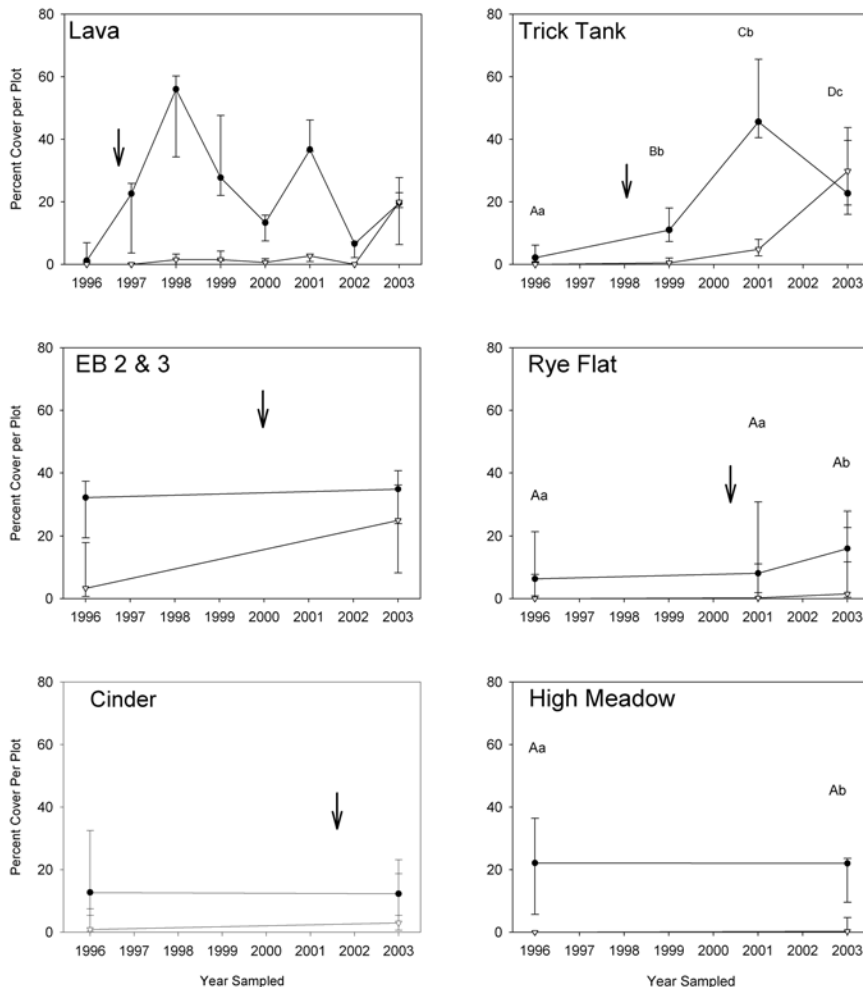 Lava
Percent Cover per Plot
80
60
40
20
0
1996 1997 1998 1999 2000 2001 2002 2003
Trick Tank
80
60
40
20
0
Aa
Bb
Cb
Dc
1996 1997 1998 1999 2000 2001 2002 2003
EB 2 & 3
Percent Cover per Plot
80
60
40
20
0
1996 1997 1998 1999 2000 2001 2002 2003
Rye Flat
80
60
40
20
0
Aa
Aa
Ab
1996 1997 1998 1999 2000 2001 2002 2003
Cinder
Percent Cover Per Plot
80
60
40
20
0
1996 1997 1998 1999 2000 2001 2002 2003
Year Sampled
High Meadow
80
60
40
20
0
Aa
Ab
1996 1997 1998 1999 2000 2001 2002 2003
Year Sampled